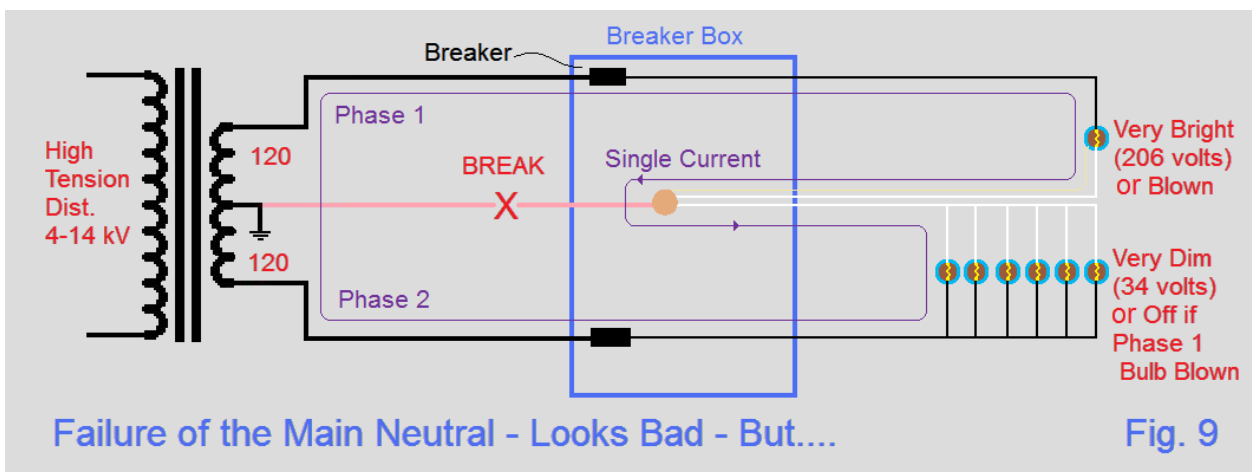 Breaker Box
Breaker
Phase 1
High
Tension
Dist.
4-14 kV
120
BREAK
X
Single Current
Very Bright
(206 volts)
or Blown
120
Phase 2
Very Dim
(34 volts)
or Off if
Phase 1
Bulb Blown
Failure of the Main Neutral - Looks Bad - But....
Fig. 9